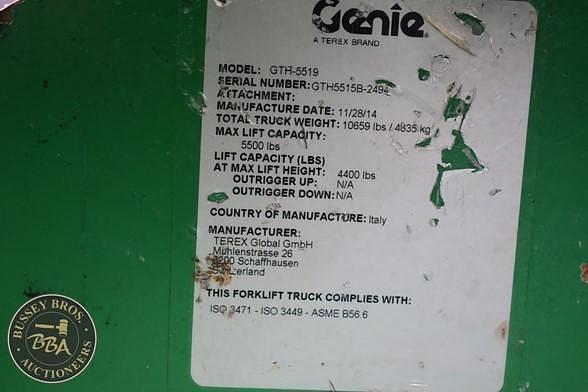 Genie
A TEREX BRAND
MODEL: GTH-5519
SERIAL NUMBER: GTH5515B-2494
ATTACHMENT:
MANUFACTURE DATE: 11/28/14
TOTAL TRUCK WEIGHT: 10659 lbs / 4835 kg
MAX LIFT CAPACITY:
5500 lbs
LIFT CAPACITY (LBS)
AT MAX LIFT HEIGHT: 4400 lbs
OUTRIGGER UP: N/A
OUTRIGGER DOWN: N/A
COUNTRY OF MANUFACTURE: Italy
MANUFACTURER:
TEREX Global GmbH
Muhlenstrasse 26
8200 Schaffhausen
Switzerland
THIS FORKLIFT TRUCK COMPLIES WITH:
ISO 3471 - ISO 3449 - ASME B56.6
BUSSEY BROS.
BBA
AUCTIONEERS